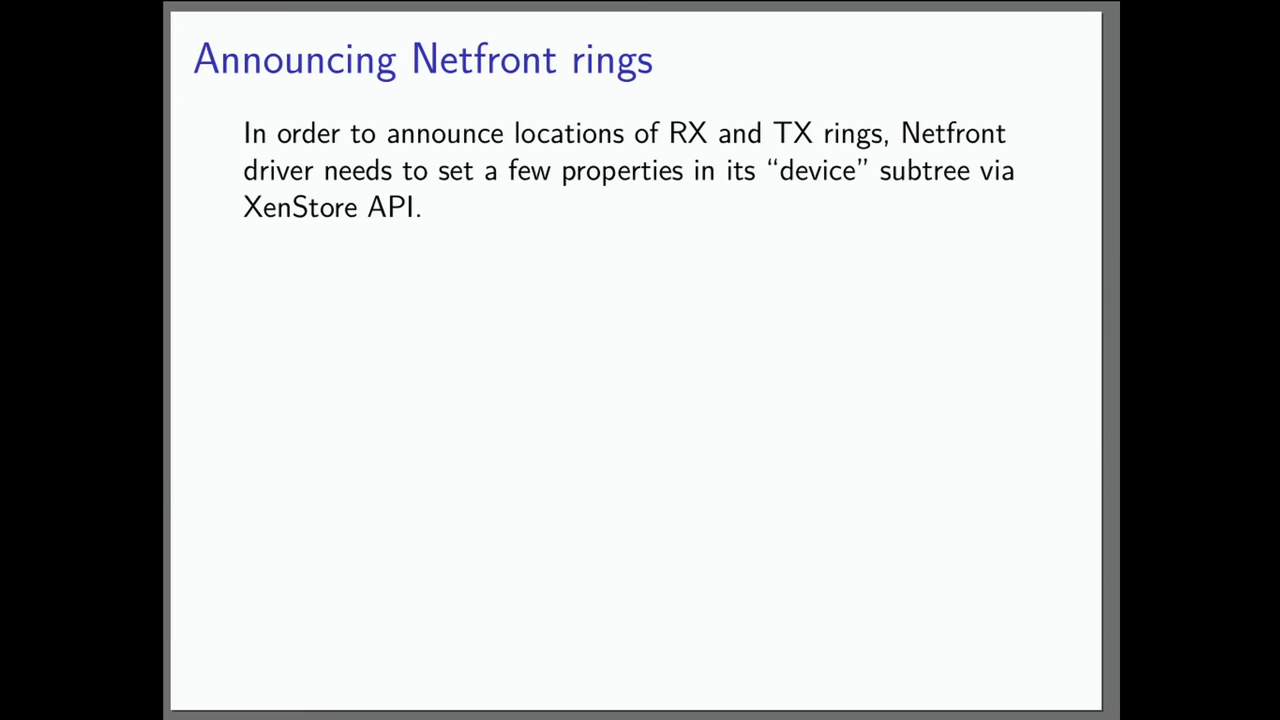 Announcing Netfront rings
In order to announce locations of RX and TX rings, Netfront
driver needs to set a few properties in its “device” subtree via
XenStore API.